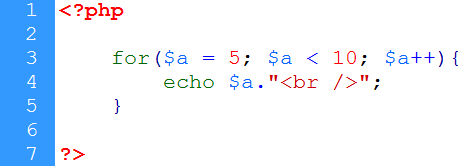 1 <?php
2
3     for($a = 5; $a < 10; $a++){
4         echo $a."<br />";
5     }
6
7 ?>